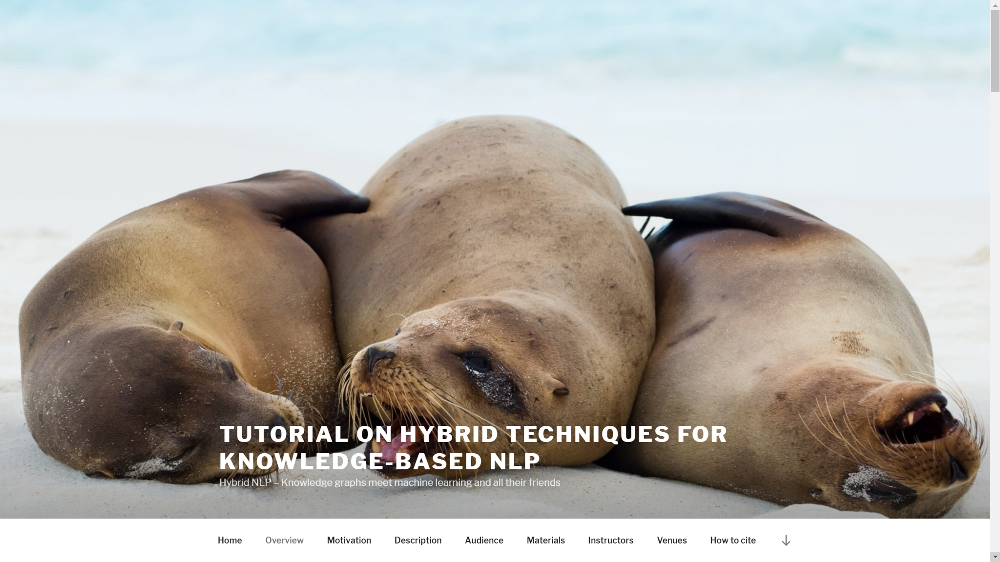 TUTORIAL ON HYBRID TECHNIQUES FOR
KNOWLEDGE-BASED NLP
Hybrid NLP – Knowledge graphs meet machine learning and all their friends
Home Overview Motivation Description Audience Materials Instructors Venues How to cite